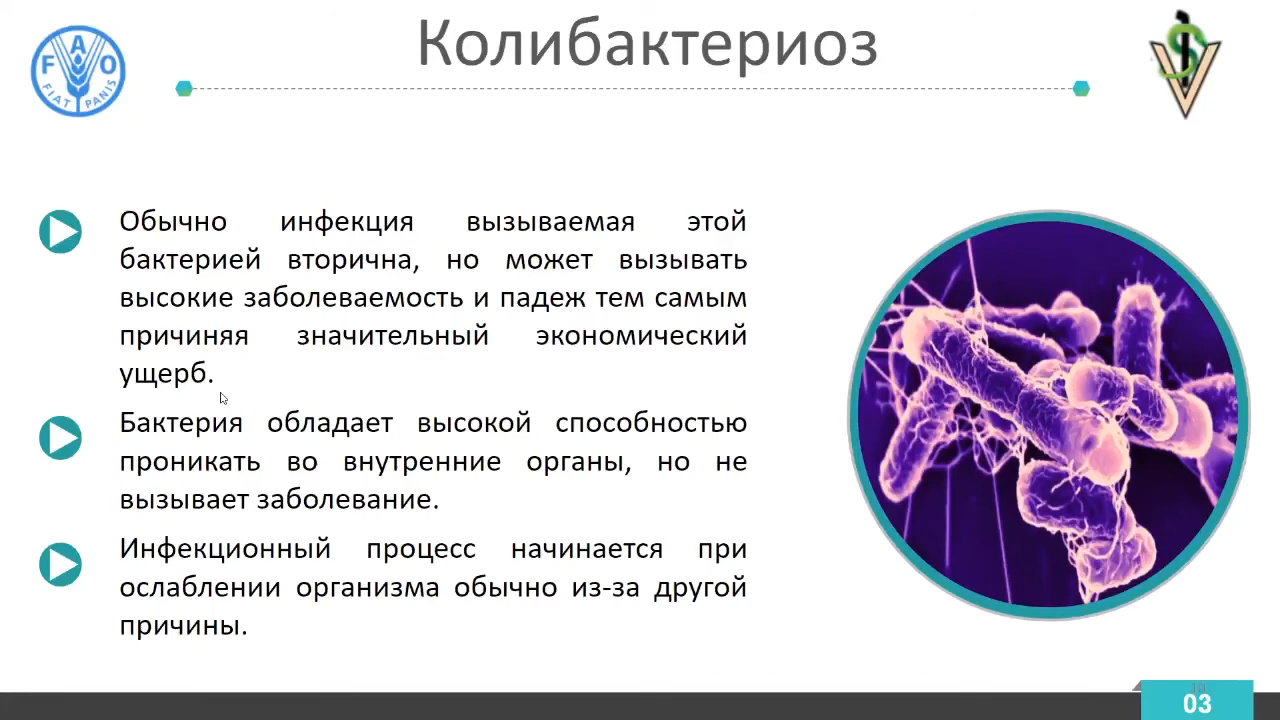 Колибактериоз
F A O
FIAT PANIS
Обычно инфекция вызываемая этой
бактерией вторична, но может вызывать
высокие заболеваемость и падеж тем самым
причиняя значительный экономический
ущерб.
Бактерия обладает высокой способностью
проникать во внутренние органы, но не
вызывает заболевание.
Инфекционный процесс начинается при
ослаблении организма обычно из-за другой
причины.
03